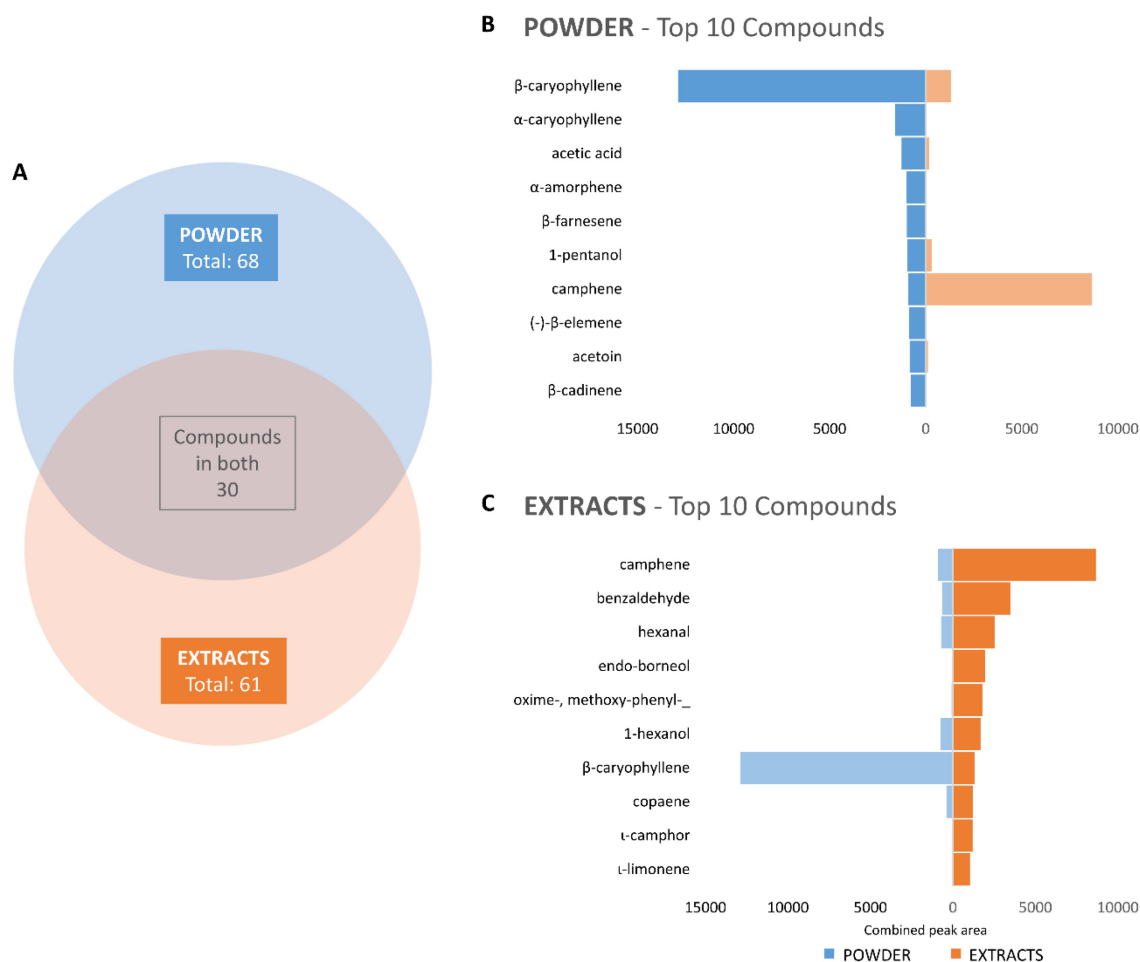 A
POWDER
Total: 68
Compounds
in both
30
EXTRACTS
Total: 61
B POWDER - Top 10 Compounds
β-caryophyllene
α-caryophyllene
acetic acid
α-amorphene
β-farnesene
1-pentanol
camphene
(-)-β-elemene
acetoin
β-cadinene
15000 10000 5000 0 5000 10000
C EXTRACTS - Top 10 Compounds
camphene
benzaldehyde
hexanal
endo-borneol
oxime-, methoxy-phenyl-_
1-hexanol
β-caryophyllene
copaene
ɩ-camphor
ɩ-limonene
15000 10000 5000 0 5000 10000
Combined peak area
POWDER EXTRACTS